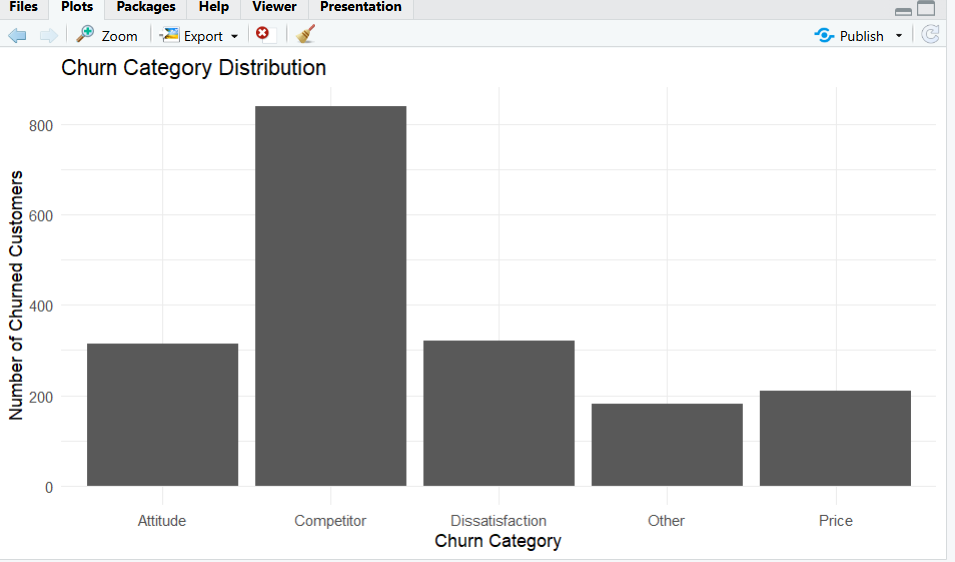 Files Plots Packages Help Viewer Presentation
Zoom Export Publish
Churn Category Distribution
Number of Churned Customers
800
600
400
200
0
Attitude Competitor Dissatisfaction Other Price
Churn Category